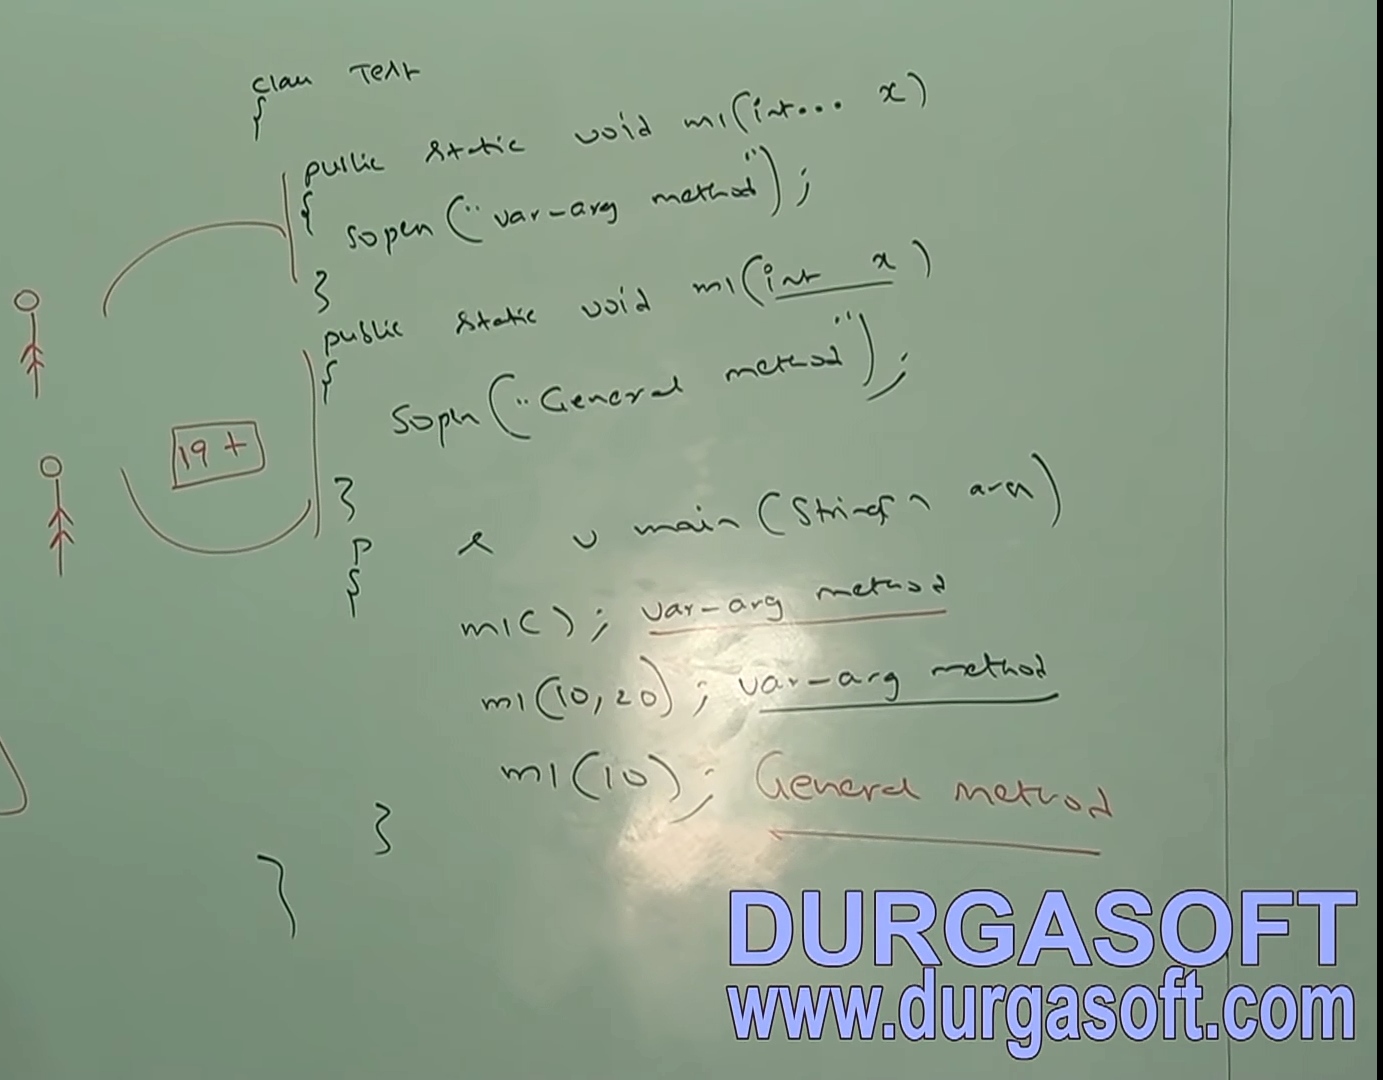 class Test
{
public static void m1(int... x)
{
sopln("var-arg method");
}
public static void m1(int x)
{
sopln("General method");
}
19+
p s v main(String[] args)
{
m1(); var-arg method
m1(10,20); var-arg method
m1(10); General method
}
}
DURGASOFT
www.durgasoft.com